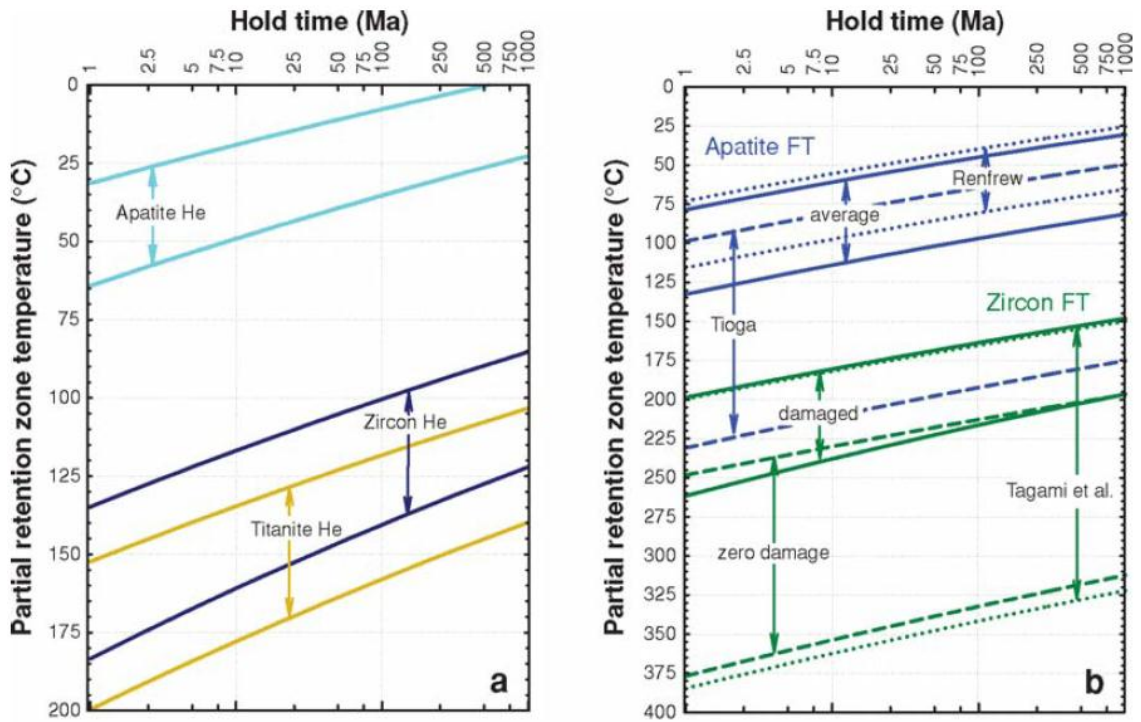 Hold time (Ma)
1 2.5 5 7.5 10 25 50 100 250 500 750 1000
Partial retention zone temperature (°C)
0
25
50
75
100
125
150
175
200
Apatite He
Zircon He
Titanite He
a
Hold time (Ma)
1 2.5 5 7.5 10 25 50 100 250 500 750 1000
Partial retention zone temperature (°C)
0
25
50
75
100
125
150
175
200
225
250
275
300
325
350
375
400
Apatite FT
Renfrew
average
Tioga
Zircon FT
damaged
Tagami et al.
zero damage
b